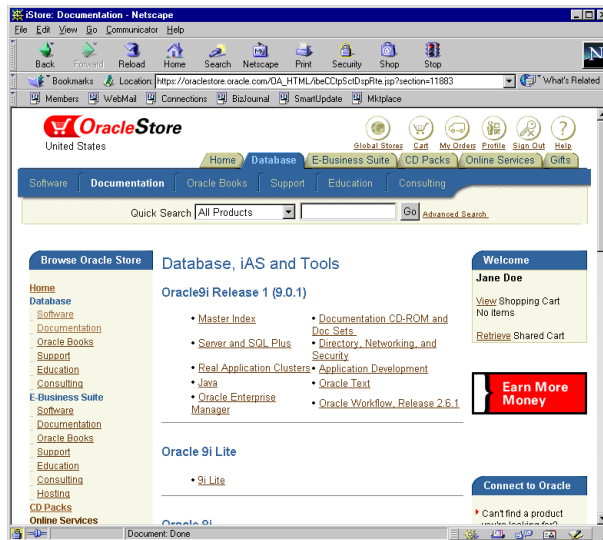 iStore: Documentation - Netscape
File Edit View Go Communicator Help
Back Forward Reload Home Search Netscape Print Security Shop Stop
N
Bookmarks Location: https://oraclestore.oracle.com/OA_HTML/ibeCCtpSctDspRte.jsp?section=11883 What's Related
Members WebMail Connections BizJournal SmartUpdate Mktplace
OracleStore
United States
Global Stores Cart My Orders Profile Sign Out Help
Home Database E-Business Suite CD Packs Online Services Gifts
Software Documentation Oracle Books Support Education Consulting
Quick Search All Products Go Advanced Search
Browse Oracle Store
Home
Database
Software
Documentation
Oracle Books
Support
Education
Consulting
E-Business Suite
Software
Documentation
Oracle Books
Support
Education
Consulting
Hosting
CD Packs
Online Services
Database, iAS and Tools
Oracle9i Release 1 (9.0.1)
• Master Index
• Documentation CD-ROM and
Doc Sets
• Server and SQL Plus
• Directory, Networking, and
Security
• Real Application Clusters
• Application Development
• Java
• Oracle Text
• Oracle Enterprise
Manager
• Oracle Workflow, Release 2.6.1
Oracle 9i Lite
• 9i Lite
Oracle 8i
Welcome
Jane Doe
View Shopping Cart
No items
Retrieve Shared Cart
Earn More
Money
Connect to Oracle
Can't find a product
you're looking for?
Document: Done